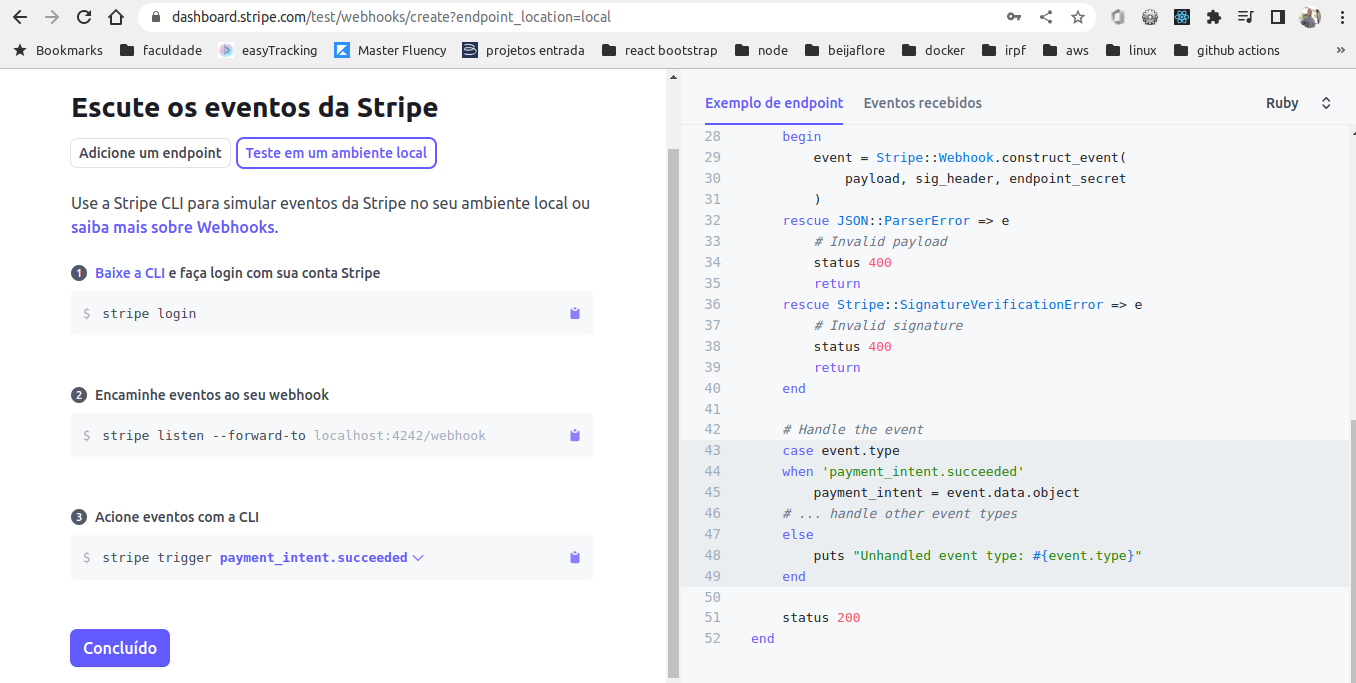 dashboard.stripe.com/test/webhooks/create?endpoint_location=local
Bookmarks faculdade easyTracking Master Fluency projetos entrada react bootstrap node beijaflore docker irpf aws linux github actions »
Escute os eventos da Stripe
Adicione um endpoint Teste em um ambiente local
Use a Stripe CLI para simular eventos da Stripe no seu ambiente local ou
saiba mais sobre Webhooks.
1 Baixe a CLI e faça login com sua conta Stripe
$ stripe login
2 Encaminhe eventos ao seu webhook
$ stripe listen --forward-to localhost:4242/webhook
3 Acione eventos com a CLI
$ stripe trigger payment_intent.succeeded
Concluído
Exemplo de endpoint Eventos recebidos Ruby
28 begin
29 event = Stripe::Webhook.construct_event(
30 payload, sig_header, endpoint_secret
31 )
32 rescue JSON::ParserError => e
33 # Invalid payload
34 status 400
35 return
36 rescue Stripe::SignatureVerificationError => e
37 # Invalid signature
38 status 400
39 return
40 end
41
42 # Handle the event
43 case event.type
44 when 'payment_intent.succeeded'
45 payment_intent = event.data.object
46 # ... handle other event types
47 else
48 puts "Unhandled event type: #{event.type}"
49 end
50
51 status 200
52 end